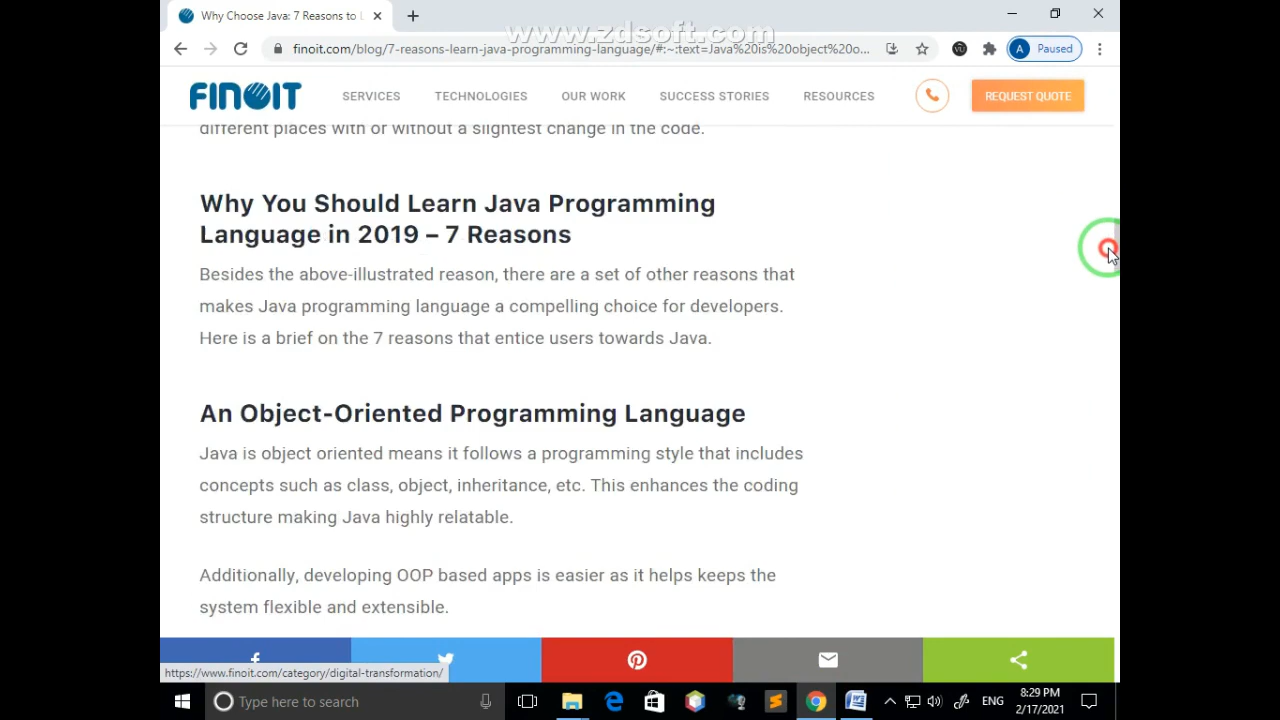 Why Choose Java: 7 Reasons to L
www.zdsoft.com
finoit.com/blog/7-reasons-learn-java-programming-language/#:~:text=Java%20is%20object%20o...
A Paused
FINOIT
SERVICES TECHNOLOGIES OUR WORK SUCCESS STORIES RESOURCES REQUEST QUOTE
different places with or without a slightest change in the code.
Why You Should Learn Java Programming
Language in 2019 – 7 Reasons
Besides the above-illustrated reason, there are a set of other reasons that
makes Java programming language a compelling choice for developers.
Here is a brief on the 7 reasons that entice users towards Java.
An Object-Oriented Programming Language
Java is object oriented means it follows a programming style that includes
concepts such as class, object, inheritance, etc. This enhances the coding
structure making Java highly relatable.
Additionally, developing OOP based apps is easier as it helps keeps the
system flexible and extensible.
https://www.finoit.com/category/digital-transformation/
Type here to search
ENG
8:29 PM
2/17/2021